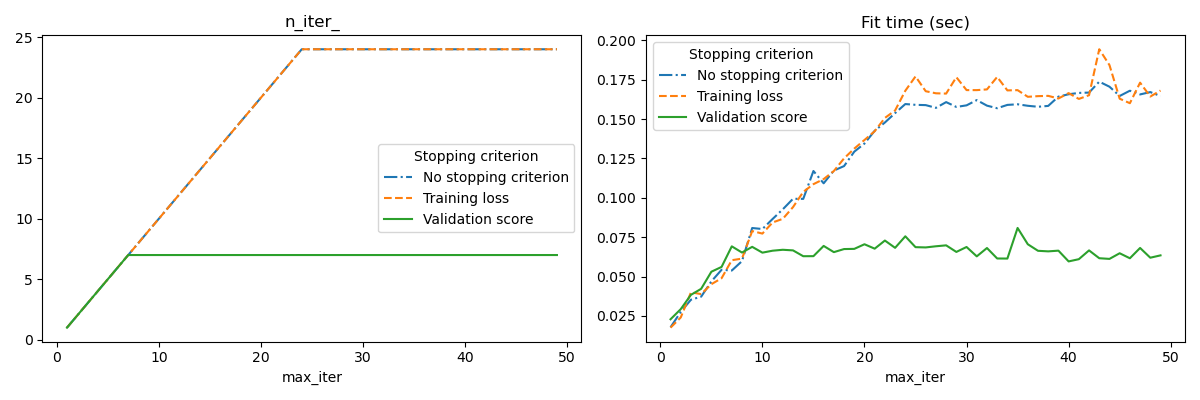 n_iter_
25
20
15
10
5
0
0
10
20
30
40
50
max_iter
Stopping criterion
No stopping criterion
Training loss
Validation score
Fit time (sec)
0.200
0.175
0.150
0.125
0.100
0.075
0.050
0.025
0
10
20
30
40
50
max_iter
Stopping criterion
No stopping criterion
Training loss
Validation score